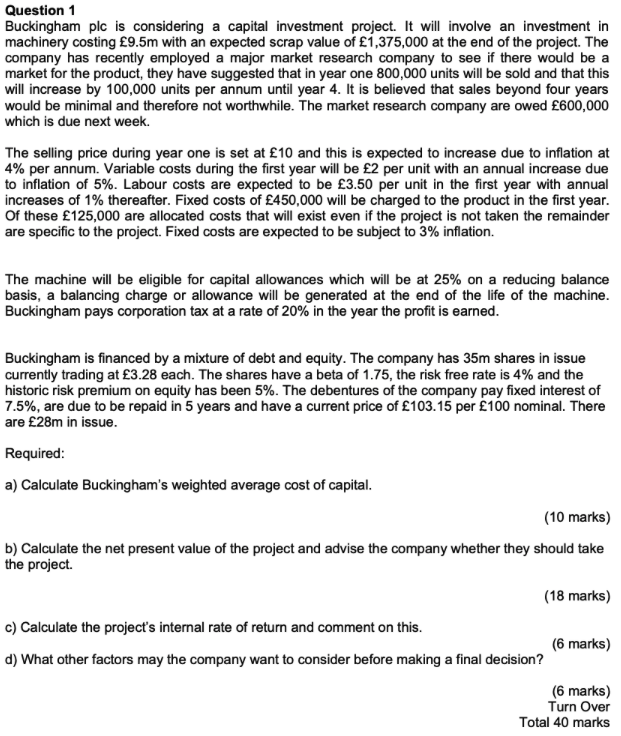 Question 1
Buckingham plc is considering a capital investment project. It will involve an investment in
machinery costing £9.5m with an expected scrap value of £1,375,000 at the end of the project. The
company has recently employed a major market research company to see if there would be a
market for the product, they have suggested that in year one 800,000 units will be sold and that this
will increase by 100,000 units per annum until year 4. It is believed that sales beyond four years
would be minimal and therefore not worthwhile. The market research company are owed £600,000
which is due next week.
The selling price during year one is set at £10 and this is expected to increase due to inflation at
4% per annum. Variable costs during the first year will be £2 per unit with an annual increase due
to inflation of 5%. Labour costs are expected to be £3.50 per unit in the first year with annual
increases of 1% thereafter. Fixed costs of £450,000 will be charged to the product in the first year.
Of these £125,000 are allocated costs that will exist even if the project is not taken the remainder
are specific to the project. Fixed costs are expected to be subject to 3% inflation.
The machine will be eligible for capital allowances which will be at 25% on a reducing balance
basis, a balancing charge or allowance will be generated at the end of the life of the machine.
Buckingham pays corporation tax at a rate of 20% in the year the profit is earned.
Buckingham is financed by a mixture of debt and equity. The company has 35m shares in issue
currently trading at £3.28 each. The shares have a beta of 1.75, the risk free rate is 4% and the
historic risk premium on equity has been 5%. The debentures of the company pay fixed interest of
7.5%, are due to be repaid in 5 years and have a current price of £103.15 per £100 nominal. There
are £28m in issue.
Required:
a) Calculate Buckingham's weighted average cost of capital.
(10 marks)
b) Calculate the net present value of the project and advise the company whether they should take
the project.
(18 marks)
c) Calculate the project's internal rate of return and comment on this.
(6 marks)
d) What other factors may the company want to consider before making a final decision?
(6 marks)
Turn Over
Total 40 marks